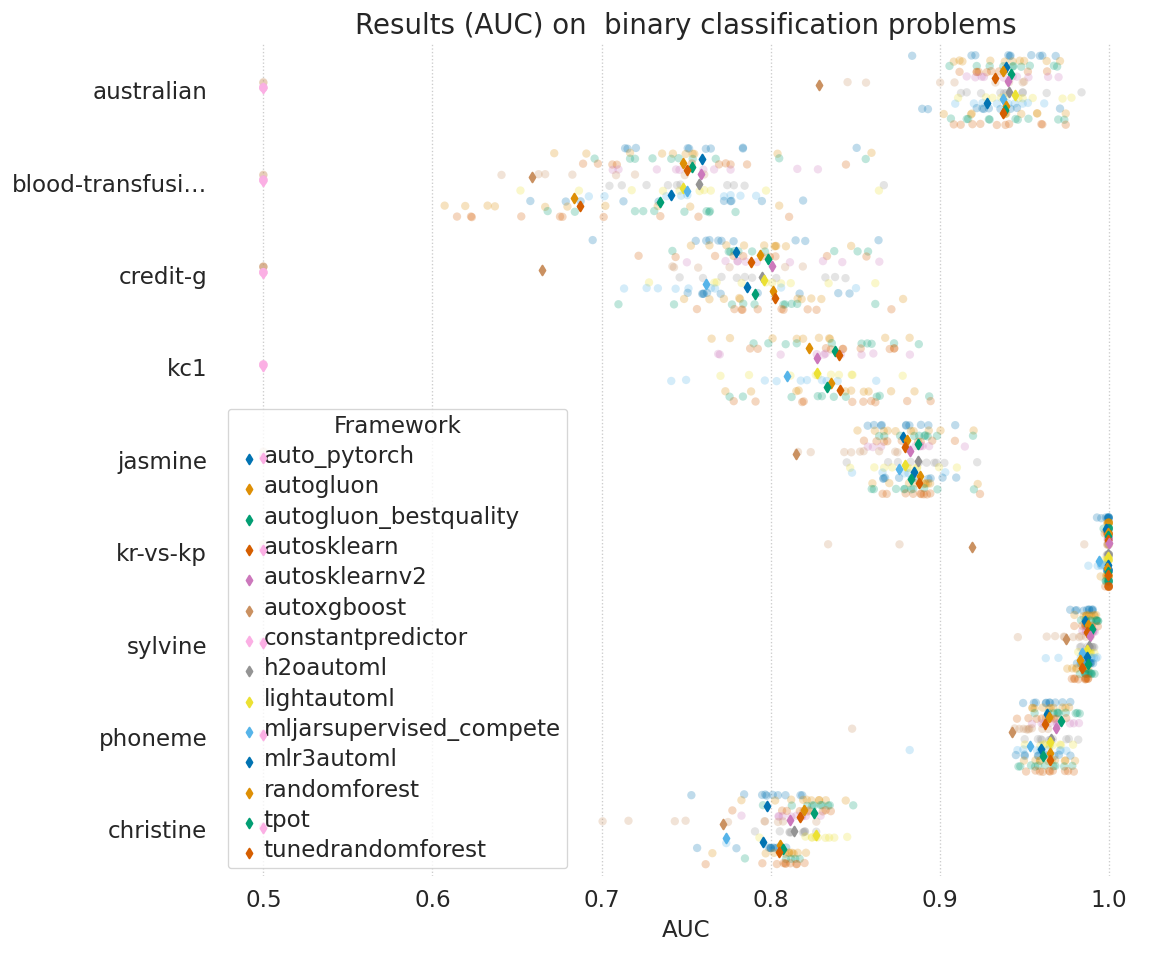 Results (AUC) on  binary classification problems
australian
blood-transfusi…
credit-g
kc1
jasmine
kr-vs-kp
sylvine
phoneme
christine
Framework
auto_pytorch
autogluon
autogluon_bestquality
autosklearn
autosklearnv2
autoxgboost
constantpredictor
h2oautoml
lightautoml
mljarsupervised_compete
mlr3automl
randomforest
tpot
tunedrandomforest
0.5 0.6 0.7 0.8 0.9 1.0
AUC